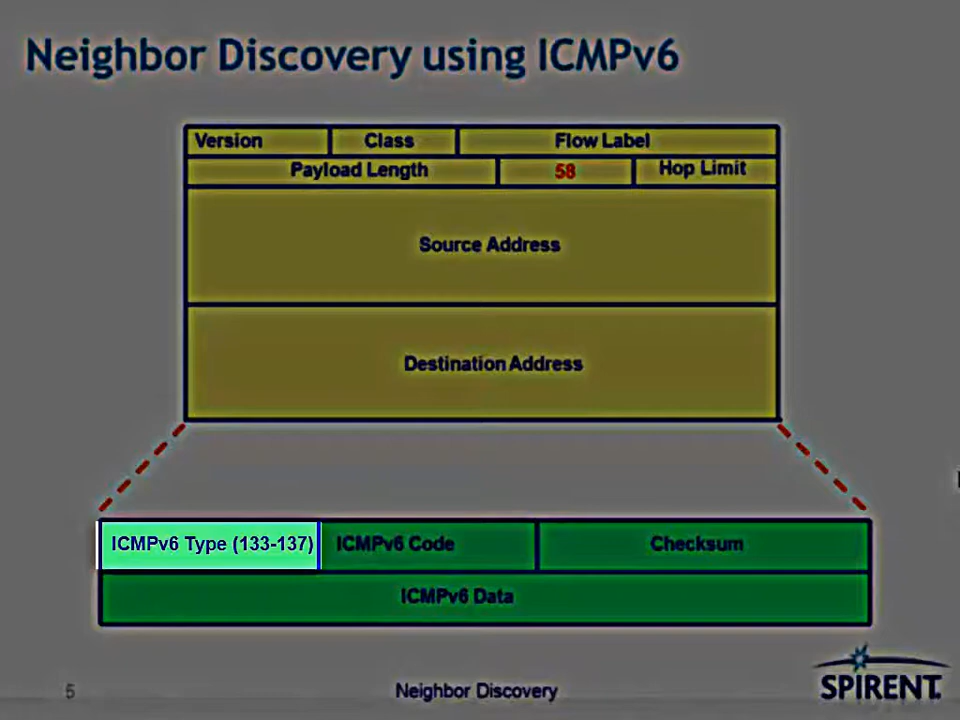 Neighbor Discovery using ICMPv6
Version Class Flow Label
Payload Length 58 Hop Limit
Source Address
Destination Address
ICMPv6 Type (133-137) ICMPv6 Code Checksum
ICMPv6 Data
5 Neighbor Discovery SPIRENT